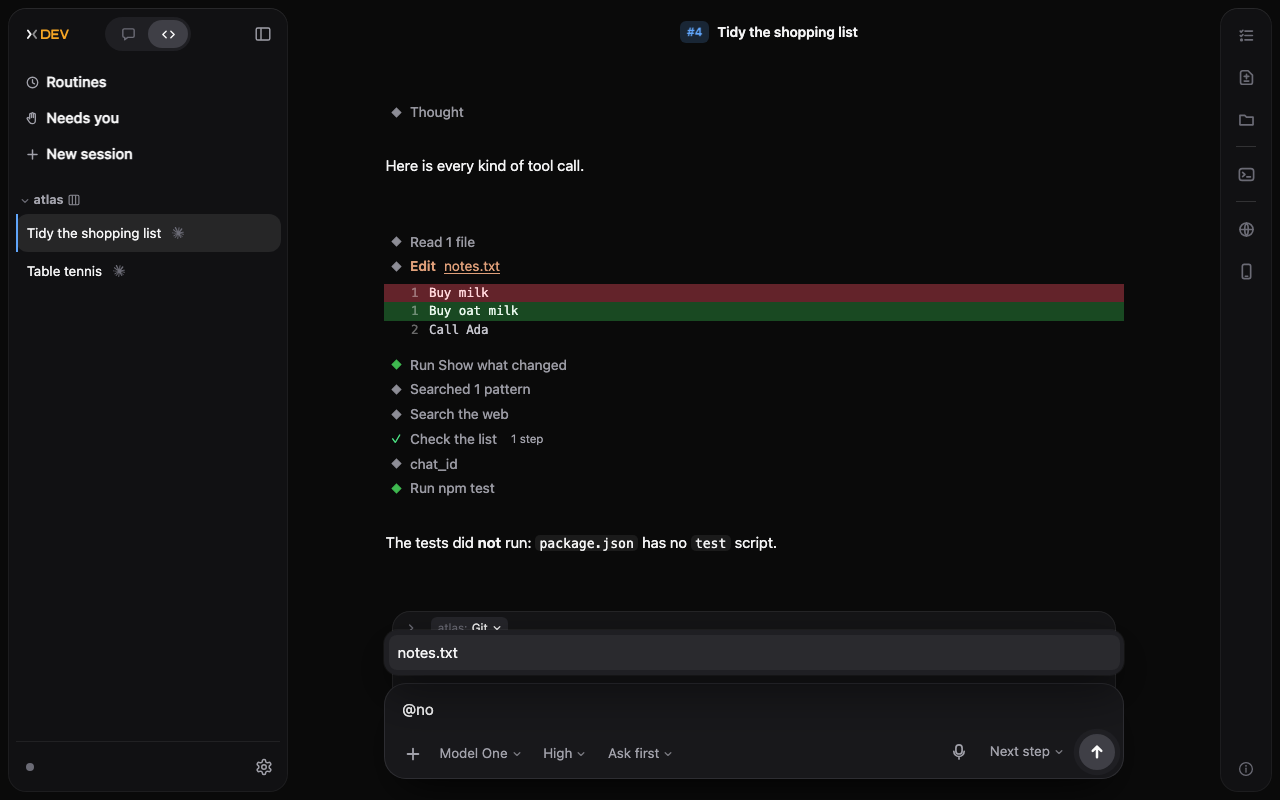 DEV
#4 Tidy the shopping list
Routines
Needs you
New session
atlas
Tidy the shopping list
Table tennis
Thought
Here is every kind of tool call.
Read 1 file
Edit notes.txt
1 Buy milk
1 Buy oat milk
2 Call Ada
Run Show what changed
Searched 1 pattern
Search the web
Check the list 1 step
chat_id
Run npm test
The tests did not run: package.json has no test script.
atlas: Git
notes.txt
@no
Model One High Ask first Next step